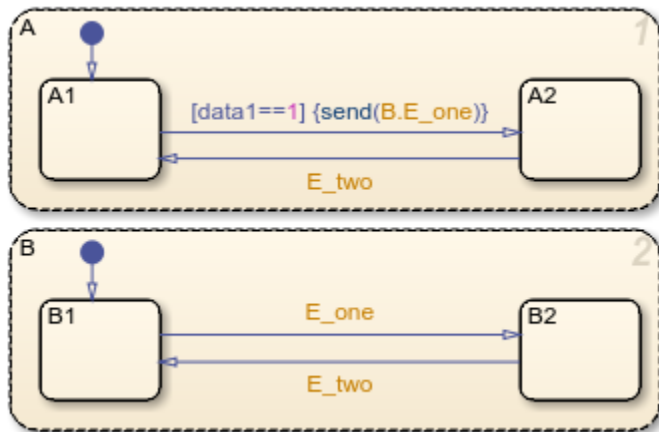 A 1
A1 [data1==1] {send(B.E_one)} A2
E_two
B 2
B1 E_one B2
E_two